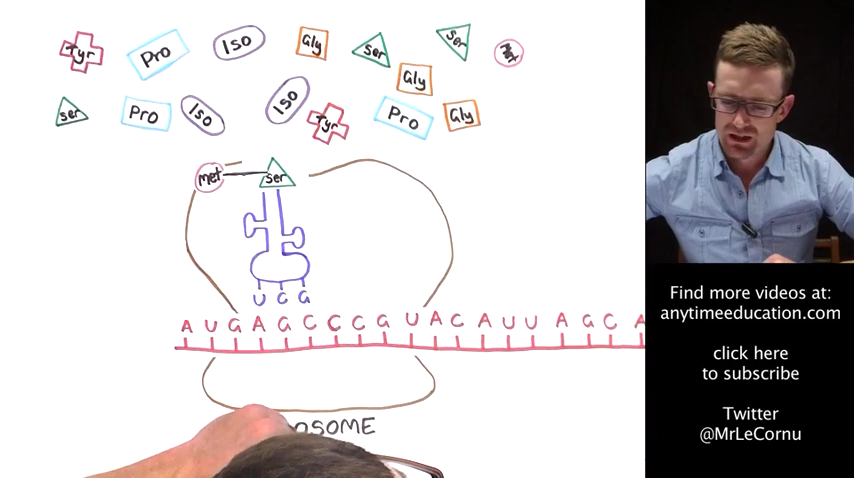 Tyr Pro Iso Gly ser Ser Met
ser Pro Iso Iso Tyr Pro Gly Gly
met ser
U C G
A U G A G C C C G U A C A U U A G C A
OSOME
Find more videos at:
anytimeeducation.com
click here
to subscribe
Twitter
@MrLeCornu